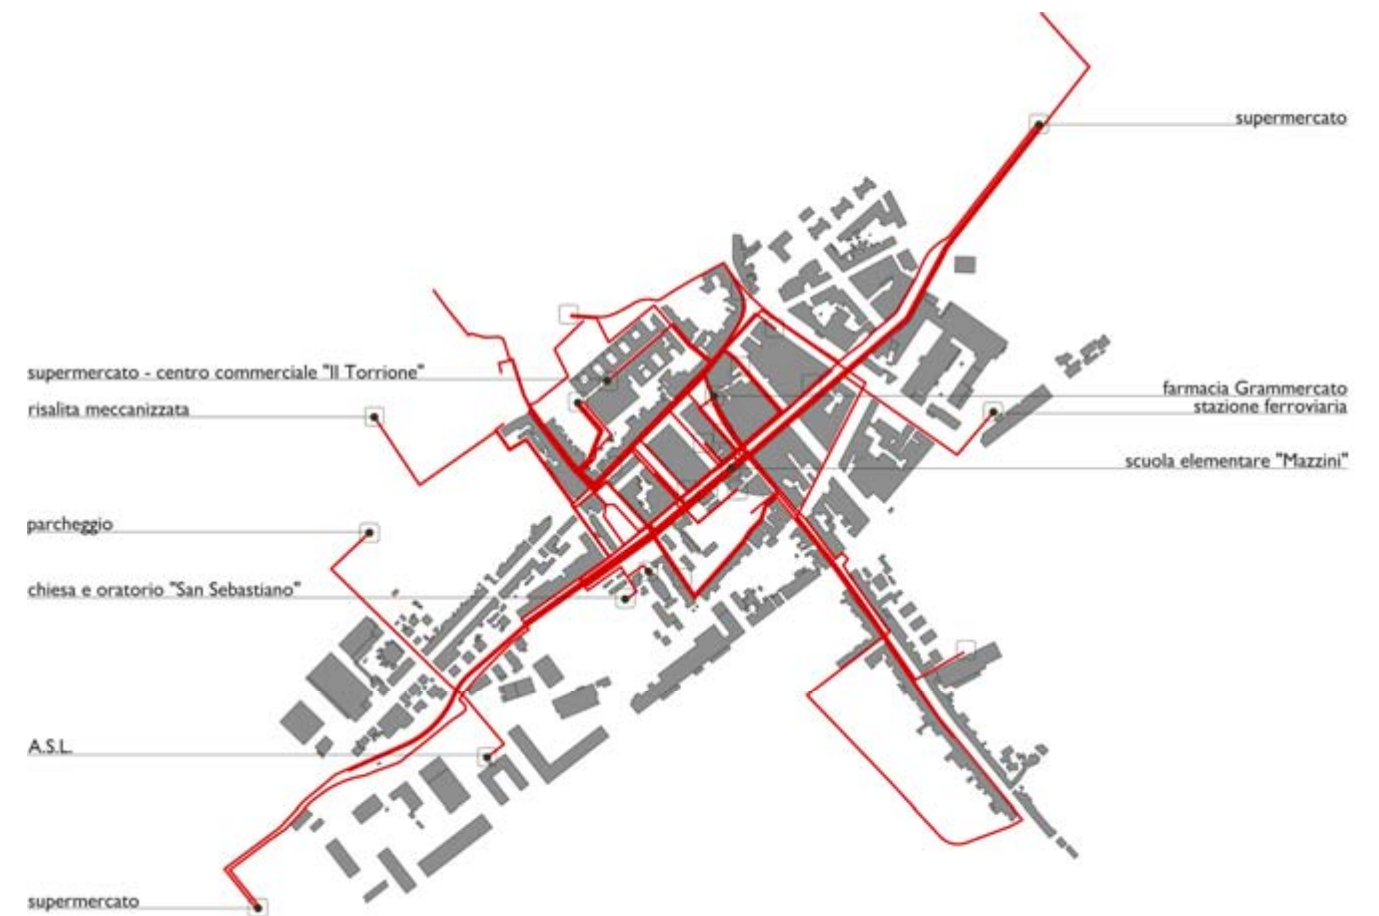 supermercato
supermercato - centro commerciale "Il Torrione"
farmacia Grammercato
risalita meccanizzata
stazione ferroviaria
scuola elementare "Mazzini"
parcheggio
chiesa e oratorio "San Sebastiano"
A.S.L.
supermercato